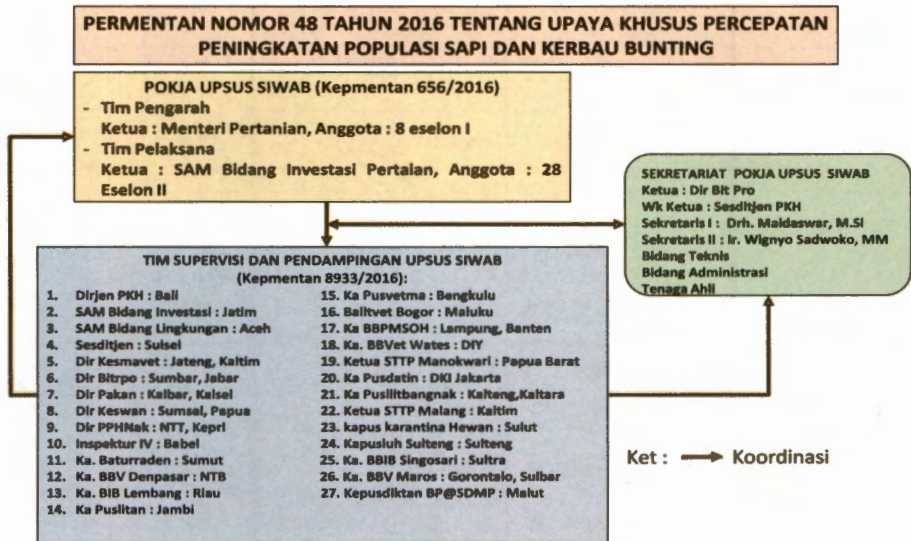 PERMENTAN NOMOR 48 TAHUN 2016 TENTANG UPAYA KHUSUS PERCEPATAN
PENINGKATAN POPULASI SAPI DAN KERBAU BUNTING
POKJA UPSUS SIWAB (Kepmentan 656/2016)
- Tim Pengarah
Ketua : Menteri Pertanian, Anggota : 8 eselon I
- Tim Pelaksana
Ketua : SAM Bidang Investasi Pertaian, Anggota : 28
Eselon II
SEKRETARIAT POKJA UPSUS SIWAB
Ketua : Dir Bit Pro
Wk Ketua : Sesditjen PKH
Sekretaris I : Drh. Maidaswar, M.Si
Sekretaris II : Ir. Wignyo Sadwoko, MM
Bidang Teknis
Bidang Administrasi
Tenaga Ahli
TIM SUPERVISI DAN PENDAMPINGAN UPSUS SIWAB
(Kepmentan 8933/2016):
1. Dirjen PKH : Bali
2. SAM Bidang Investasi : Jatim
3. SAM Bidang Lingkungan : Aceh
4. Sesditjen : Sulsel
5. Dir Kesmavet : Jateng, Kaltim
6. Dir Bitrpo : Sumbar, Jabar
7. Dir Pakan : Kalbar, Kalsel
8. Dir Keswan : Sumsel, Papua
9. Dir PPHNak : NTT, Kepri
10. Inspektur IV : Babel
11. Ka. Baturraden : Sumut
12. Ka. BBV Denpasar : NTB
13. Ka. BIB Lembang : Riau
14. Ka Puslitan : Jambi
15. Ka Pusvetma : Bengkulu
16. Balitvet Bogor : Maluku
17. Ka BBPMSOH : Lampung, Banten
18. Ka. BBVet Wates : DIY
19. Ketua STTP Manokwari : Papua Barat
20. Ka Pusdatin : DKI Jakarta
21. Ka Puslitbangnak : Kalteng,Kaltara
22. Ketua STTP Malang : Kaltim
23. kapus karantina Hewan : Sulut
24. Kapusluh Sulteng : Sulteng
25. Ka. BBIB Singosari : Sultra
26. Ka. BBV Maros : Gorontalo, Sulbar
27. Kepusdiktan BP@SDMP : Malut
Ket : Koordinasi